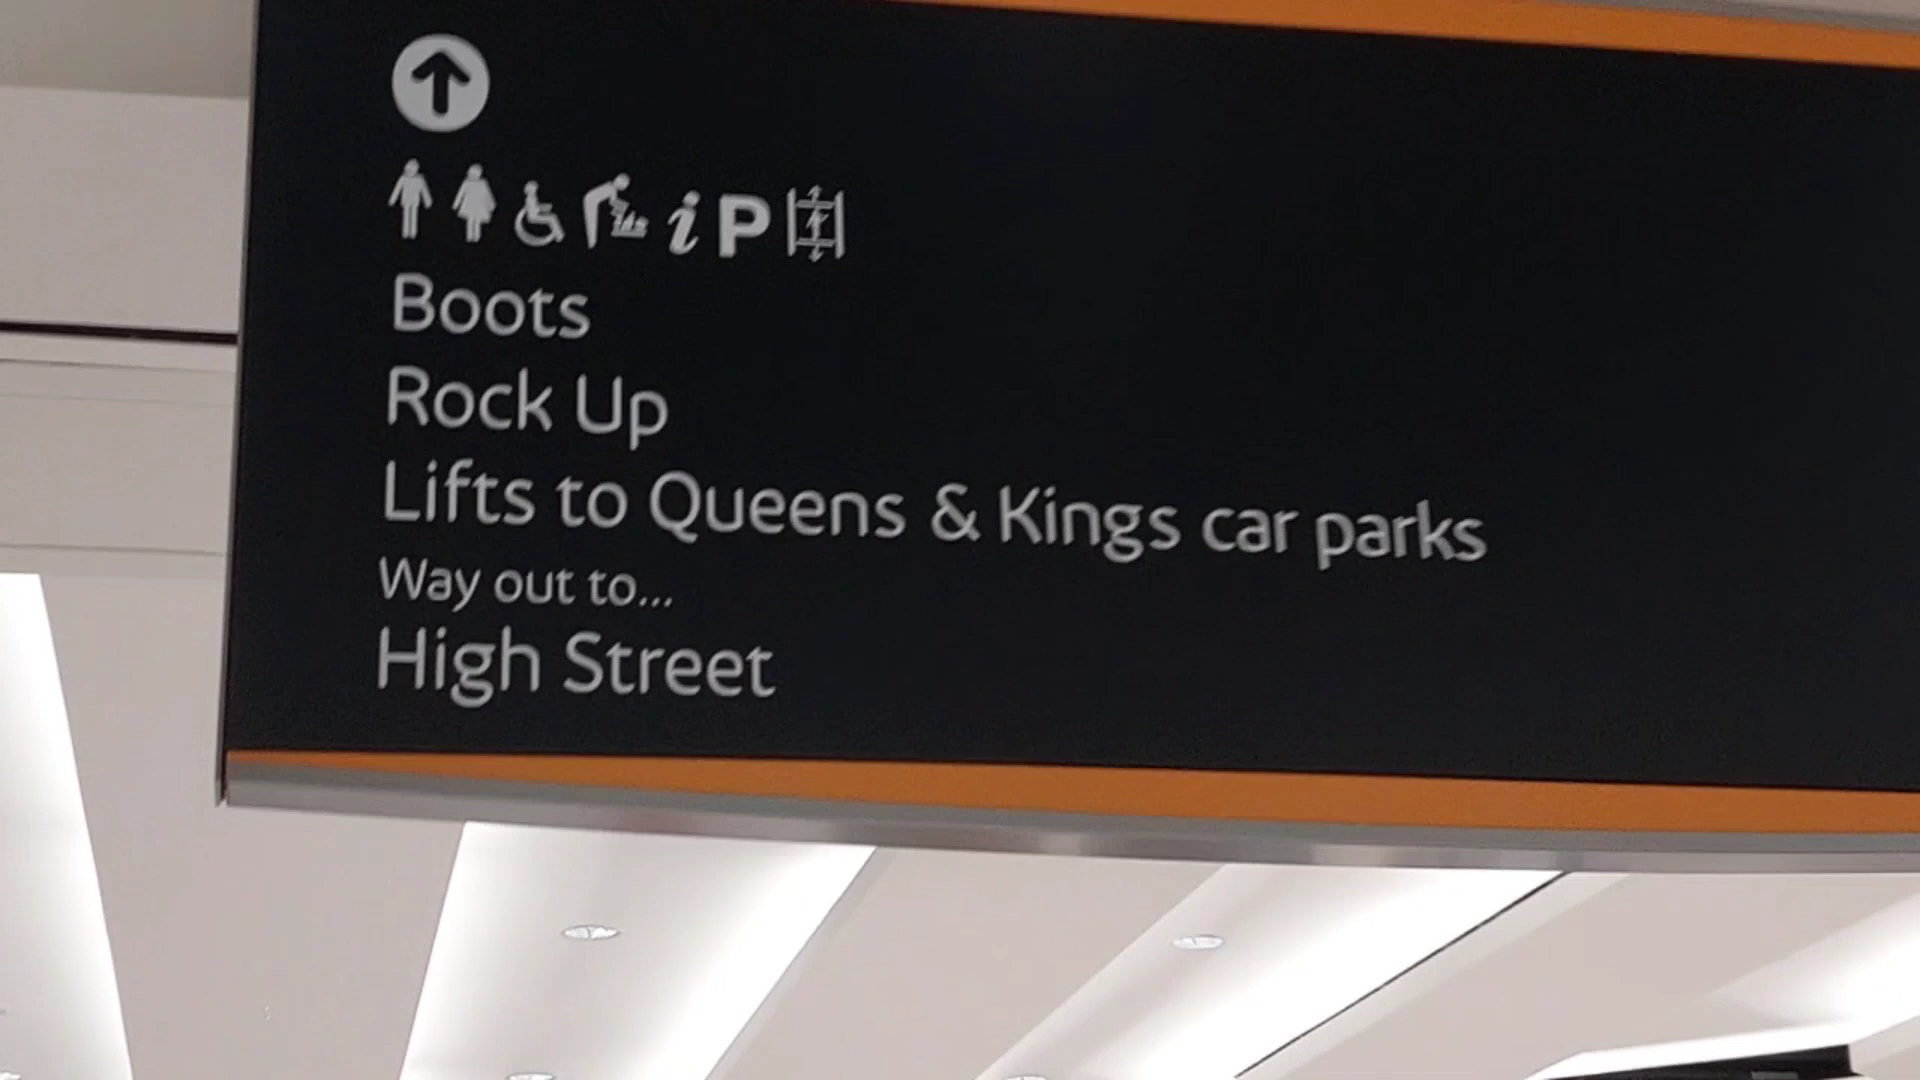 i P
Boots
Rock Up
Lifts to Queens & Kings car parks
Way out to...
High Street